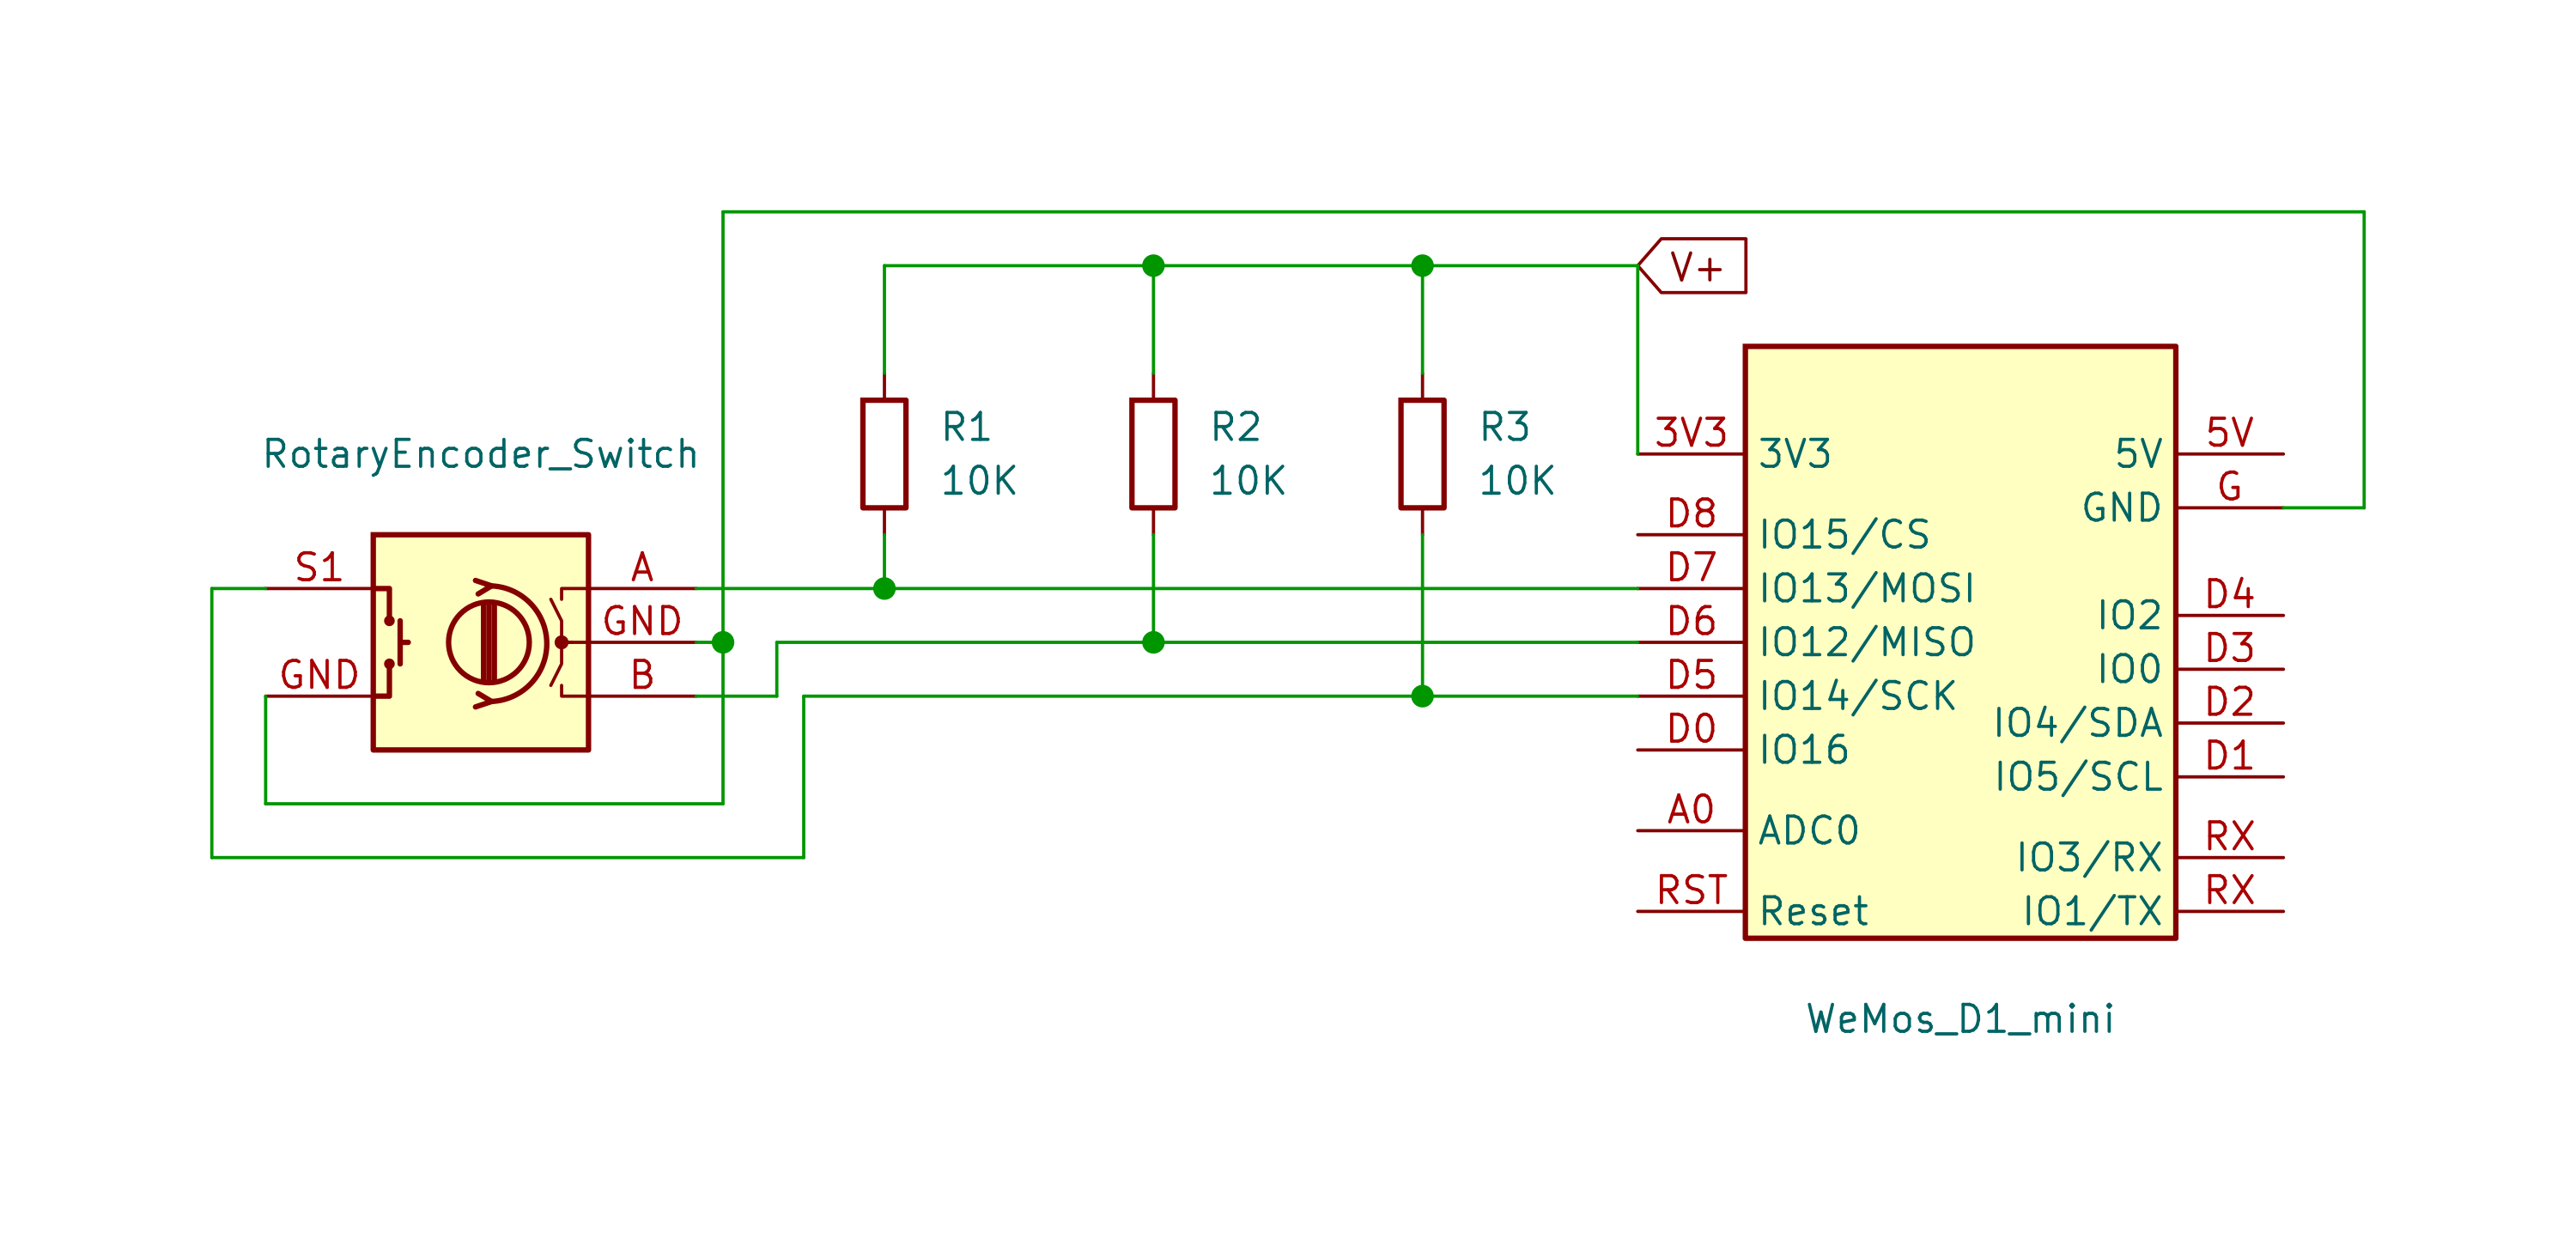 V+
RotaryEncoder_Switch
S1
GND
A
GND
B
R1
10K
R2
10K
R3
10K
3V3
D8
D7
D6
D5
D0
A0
RST
3V3
IO15/CS
IO13/MOSI
IO12/MISO
IO14/SCK
IO16
ADC0
Reset
5V
GND
IO2
IO0
IO4/SDA
IO5/SCL
IO3/RX
IO1/TX
5V
G
D4
D3
D2
D1
RX
RX
WeMos_D1_mini